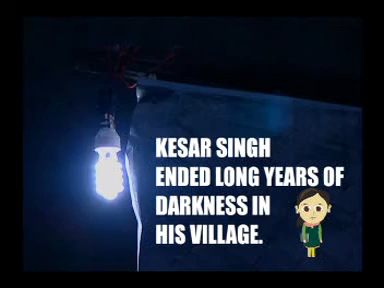 KESAR SINGH
ENDED LONG YEARS OF
DARKNESS IN
HIS VILLAGE.